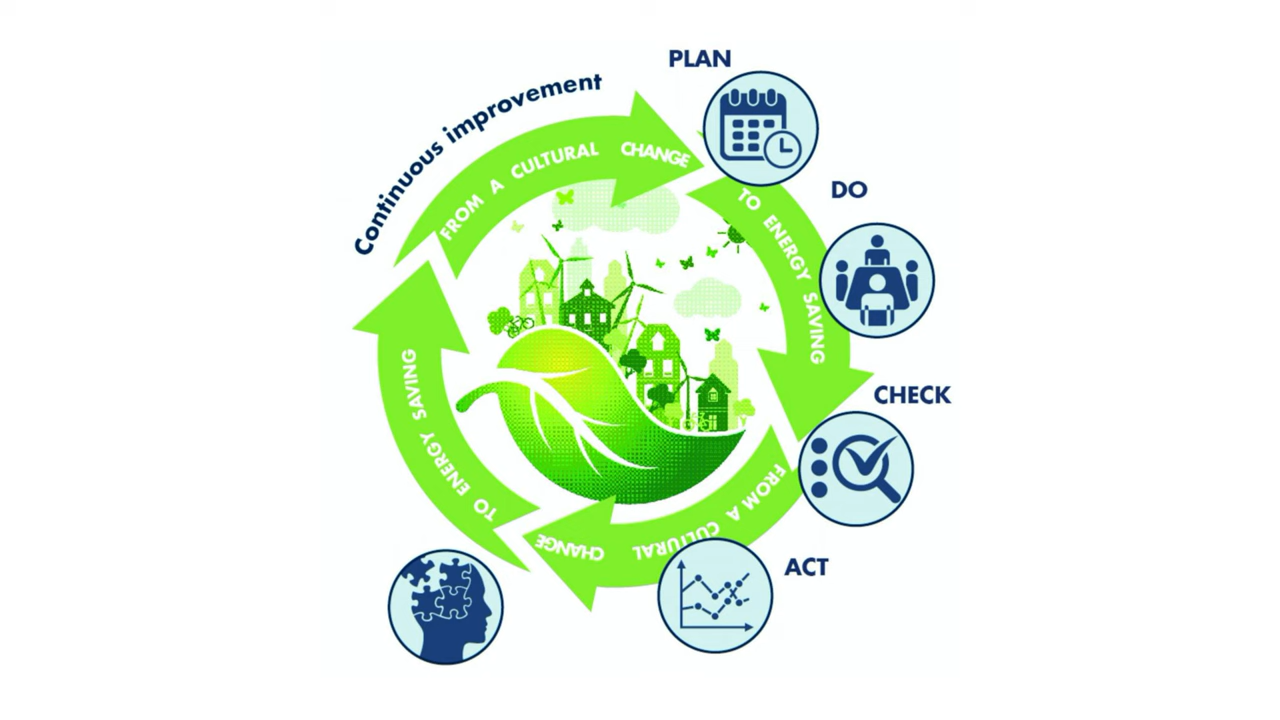 PLAN
Continuous improvement
FROM A CULTURAL CHANGE
DO
TO ENERGY SAVING
CHECK
FROM A CULTURAL CHANGE
ACT
TO ENERGY SAVING